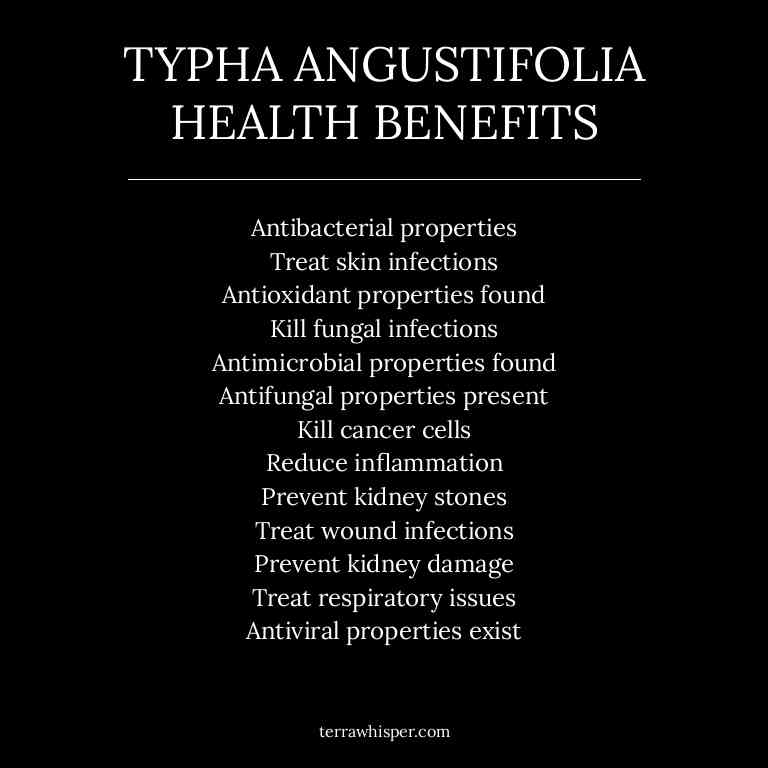 TYPHA ANGUSTIFOLIA
HEALTH BENEFITS
Antibacterial properties
Treat skin infections
Antioxidant properties found
Kill fungal infections
Antimicrobial properties found
Antifungal properties present
Kill cancer cells
Reduce inflammation
Prevent kidney stones
Treat wound infections
Prevent kidney damage
Treat respiratory issues
Antiviral properties exist
terrawhisper.com